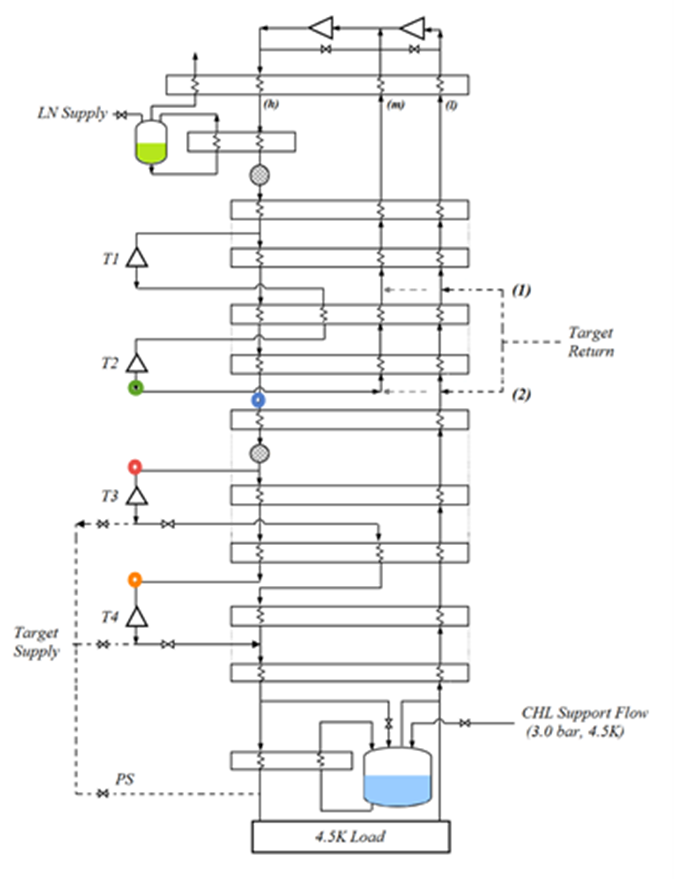 (h)
(m)
(l)
LN Supply
T1
(1)
Target
Return
T2
(2)
T3
T4
Target
Supply
CHL Support Flow
(3.0 bar, 4.5K)
PS
4.5K Load